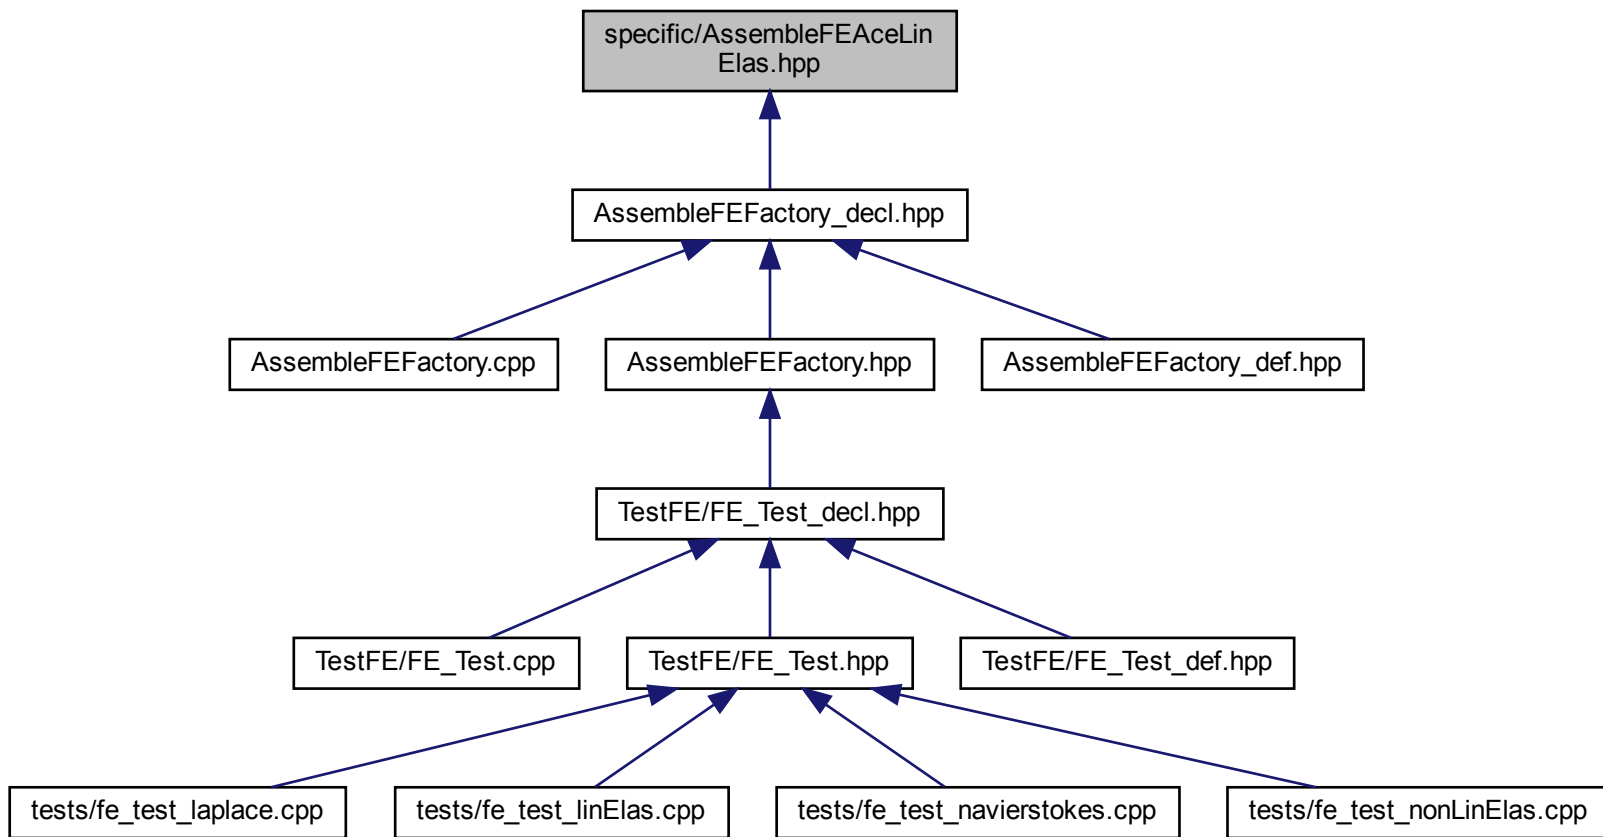 specific/AssembleFEAceLin
Elas.hpp
AssembleFEFactory_decl.hpp
AssembleFEFactory.cpp
AssembleFEFactory.hpp
AssembleFEFactory_def.hpp
TestFE/FE_Test_decl.hpp
TestFE/FE_Test.cpp
TestFE/FE_Test.hpp
TestFE/FE_Test_def.hpp
tests/fe_test_laplace.cpp
tests/fe_test_linElas.cpp
tests/fe_test_navierstokes.cpp
tests/fe_test_nonLinElas.cpp